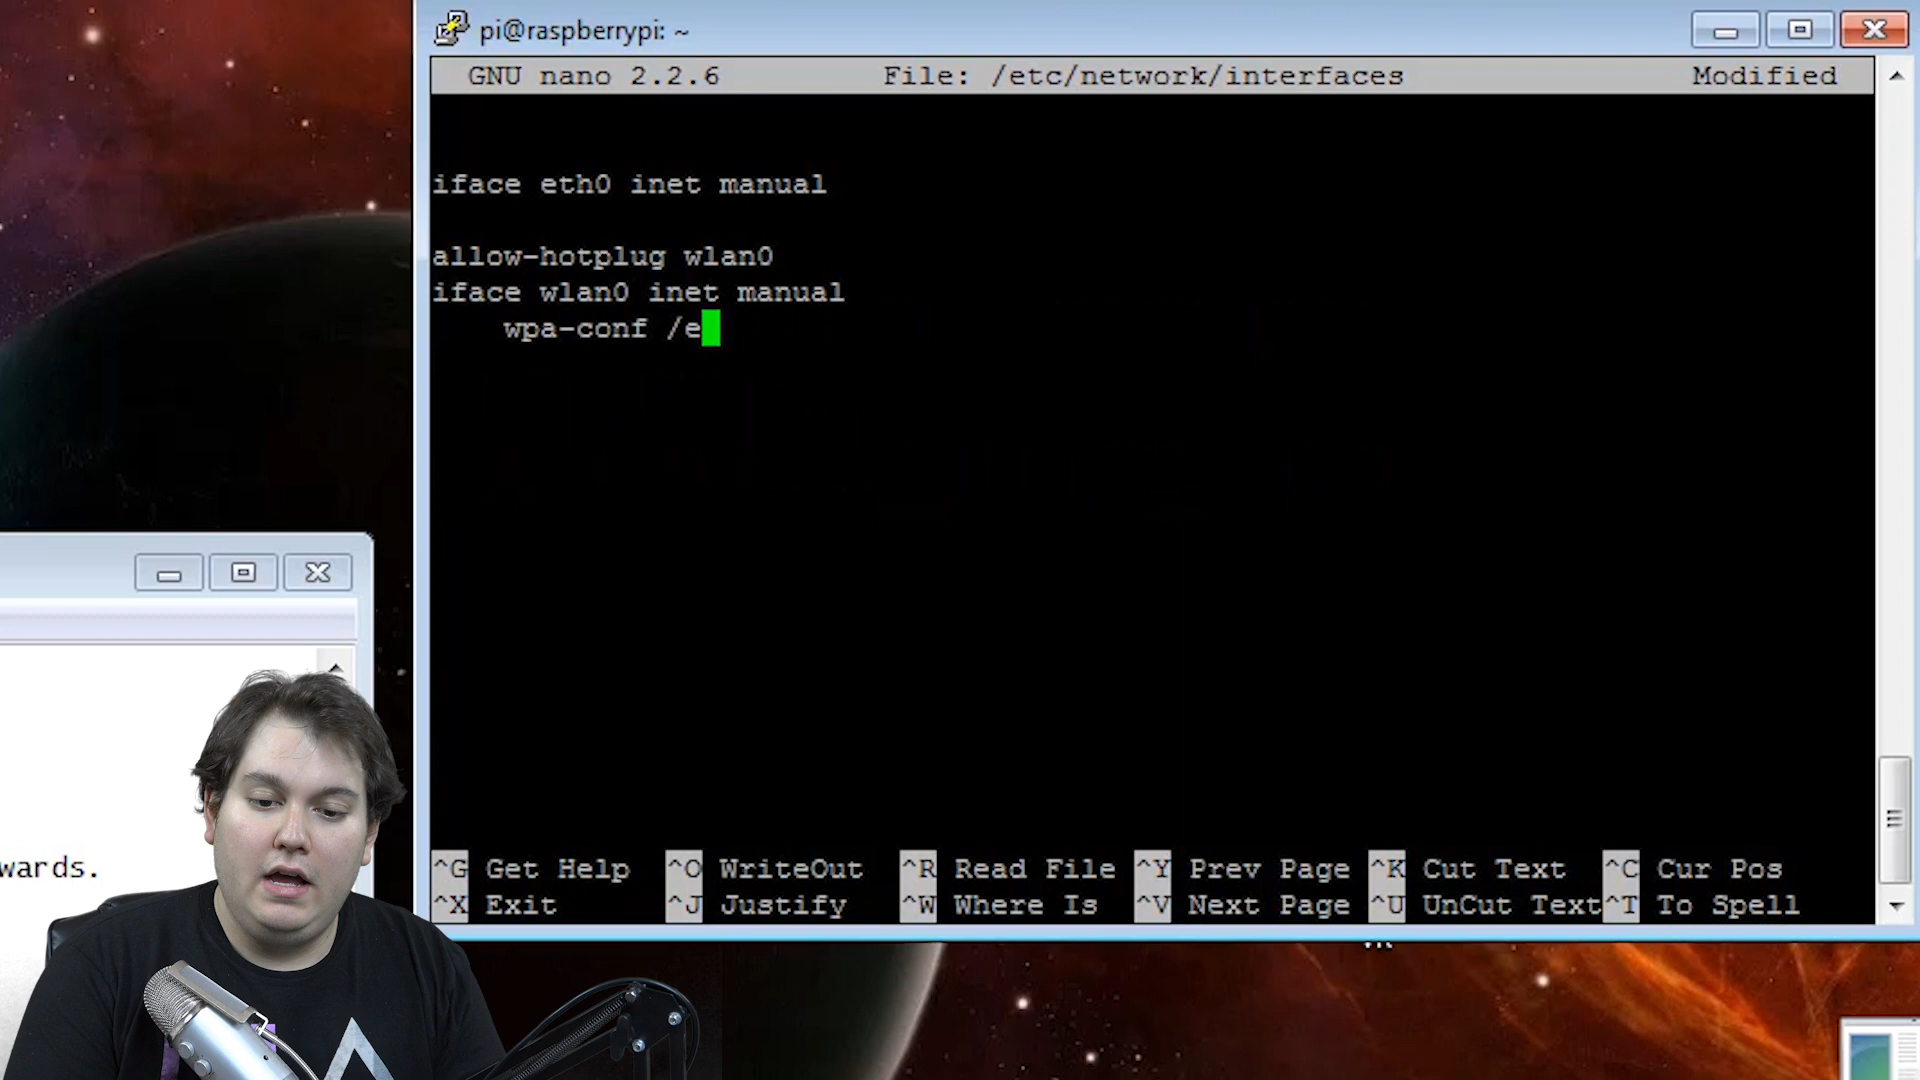 pi@raspberrypi: ~
GNU nano 2.2.6 File: /etc/network/interfaces Modified
iface eth0 inet manual
allow-hotplug wlan0
iface wlan0 inet manual
wpa-conf /e
^G Get Help ^O WriteOut ^R Read File ^Y Prev Page ^K Cut Text ^C Cur Pos
^X Exit ^J Justify ^W Where Is ^V Next Page ^U UnCut Text ^T To Spell
wards.